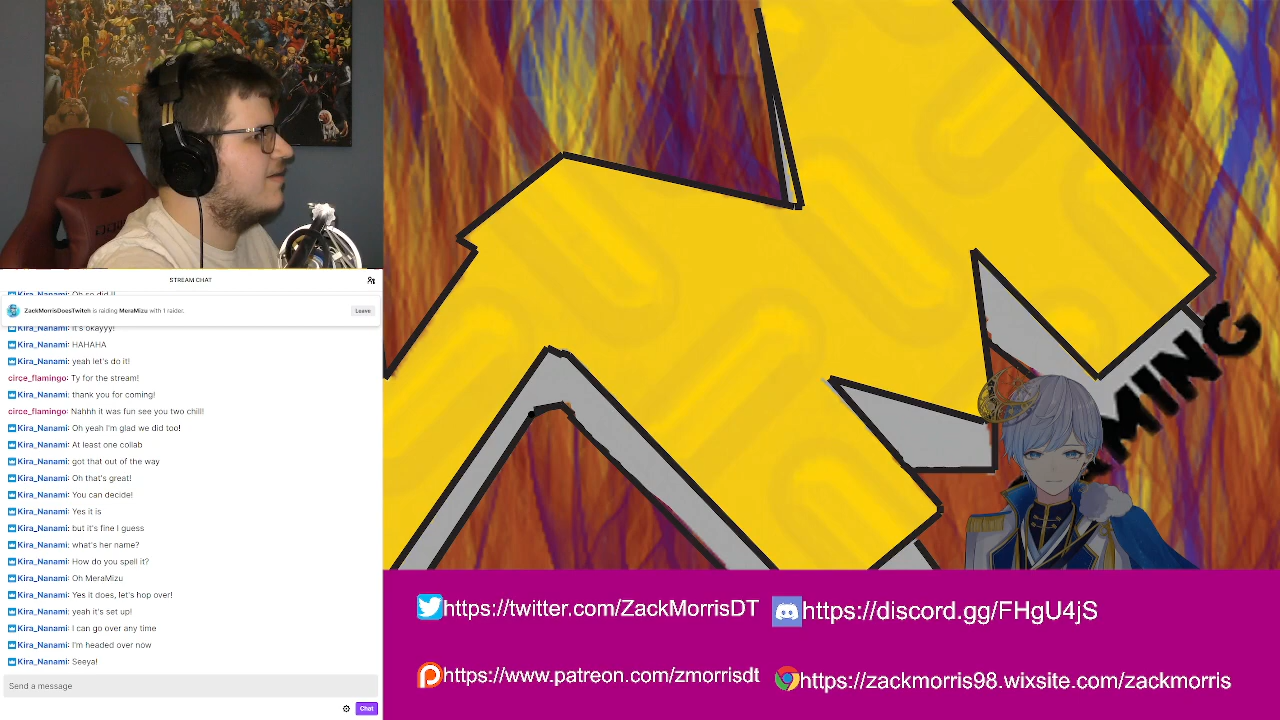 STREAM CHAT
ZackMorrisDoesTwitch is raiding MeraMizu with 1 raider.
Leave
Kira_Nanami: It's okayyy!
Kira_Nanami: HAHAHA
Kira_Nanami: yeah let's do it!
circe_flamingo: Ty for the stream!
Kira_Nanami: thank you for coming!
circe_flamingo: Nahhh it was fun see you two chill!
Kira_Nanami: Oh yeah I'm glad we did too!
Kira_Nanami: At least one collab
Kira_Nanami: got that out of the way
Kira_Nanami: Oh that's great!
Kira_Nanami: You can decide!
Kira_Nanami: Yes it is
Kira_Nanami: but it's fine I guess
Kira_Nanami: what's her name?
Kira_Nanami: How do you spell it?
Kira_Nanami: Oh MeraMizu
Kira_Nanami: Yes it does, let's hop over!
Kira_Nanami: yeah it's set up!
Kira_Nanami: I can go over any time
Kira_Nanami: I'm headed over now
Kira_Nanami: Seeya!
Send a message
Chat
MING
https://twitter.com/ZackMorrisDT
https://discord.gg/FHgU4jS
https://www.patreon.com/zmorrisdt
https://zackmorris98.wixsite.com/zackmorris